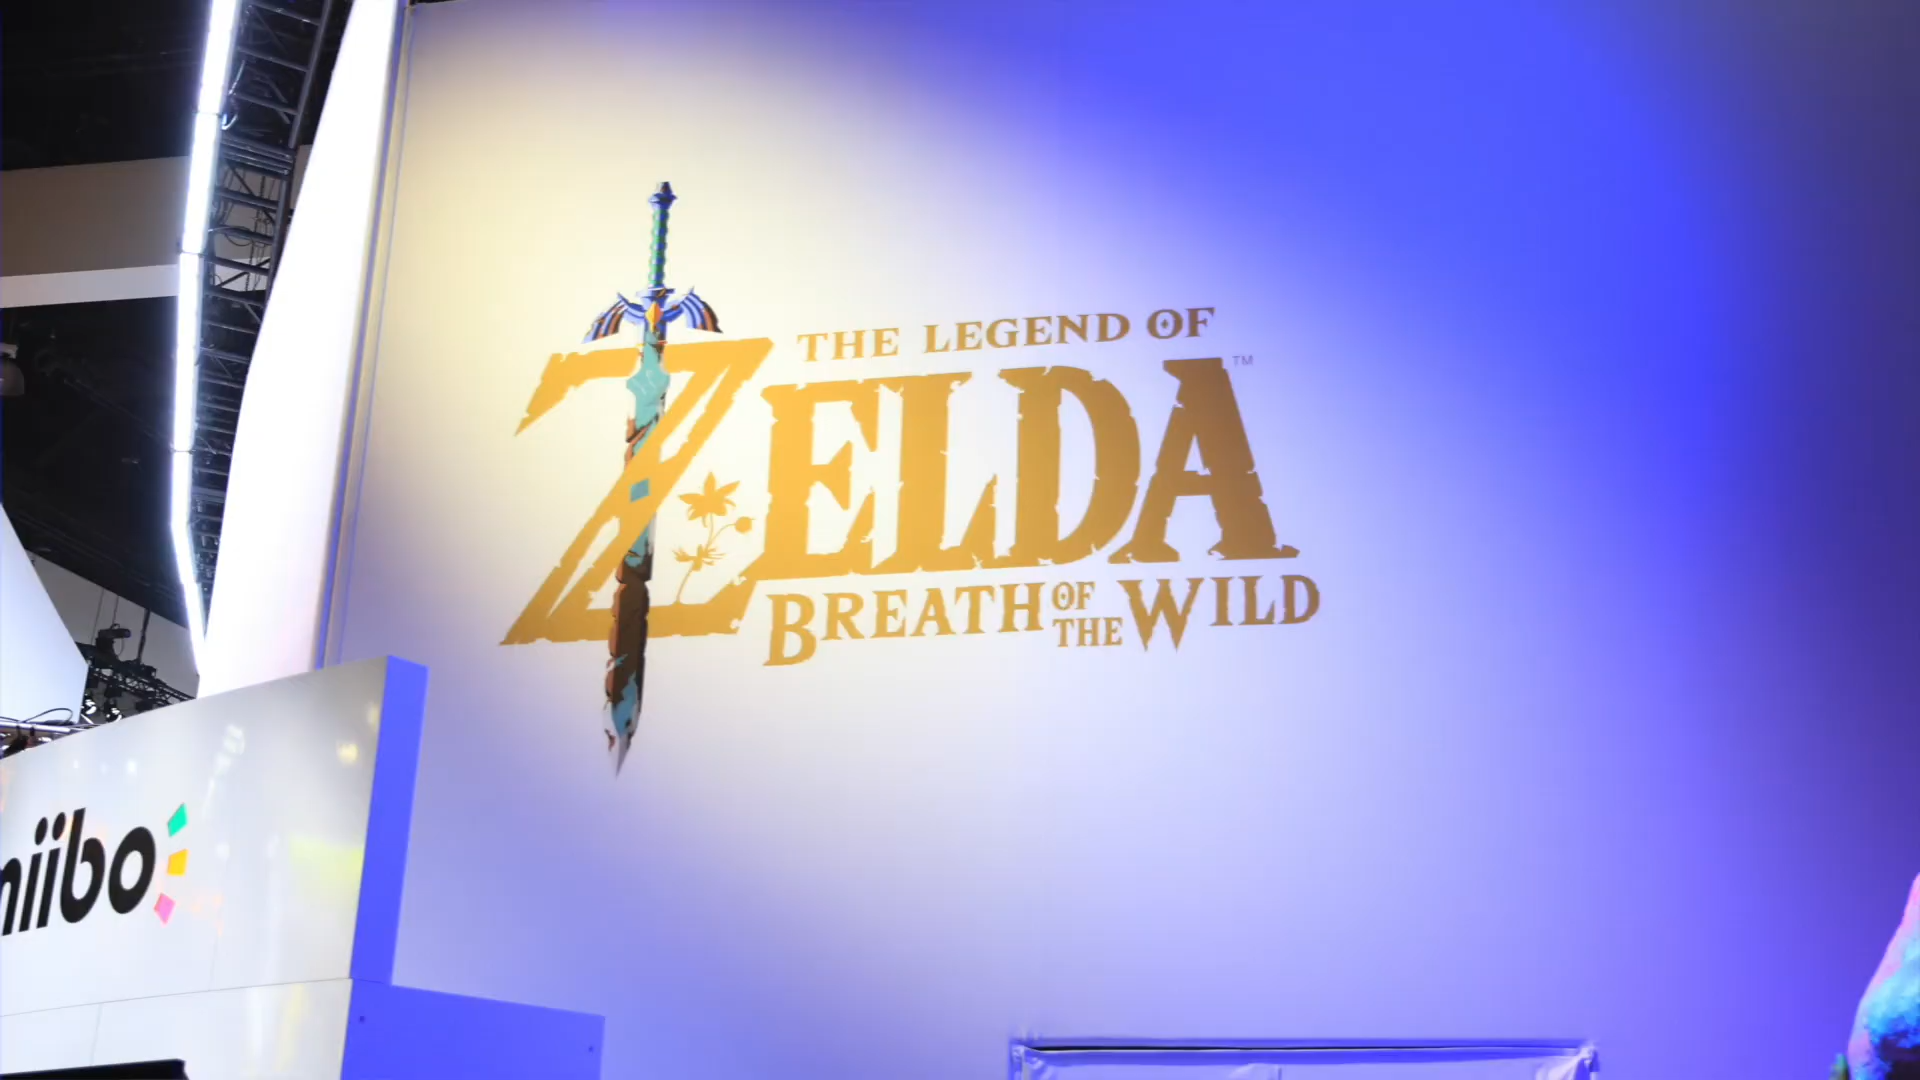 THE LEGEND OF
ZELDA™
BREATH OF THE WILD
miibo